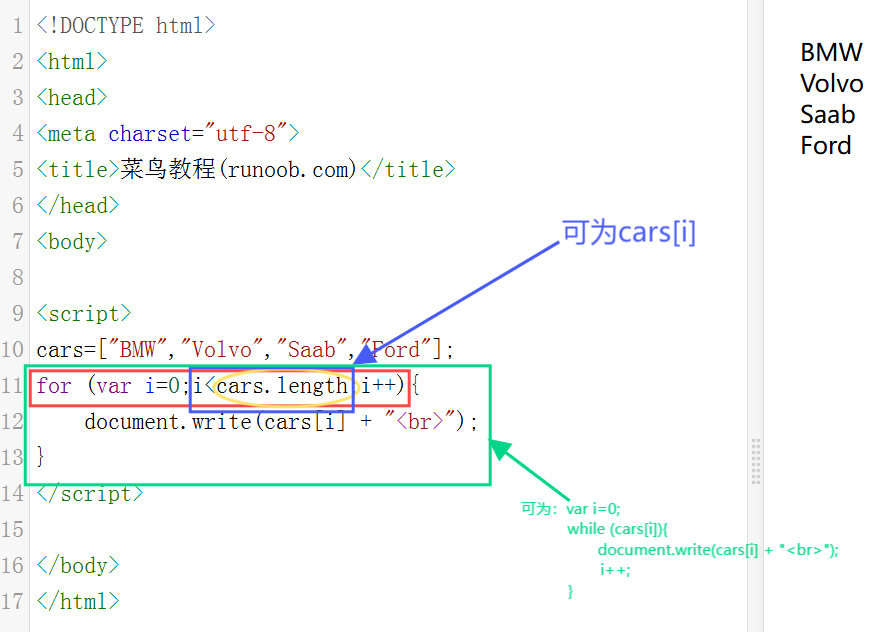 1 <!DOCTYPE html>
2 <html>
3 <head>
4 <meta charset="utf-8">
5 <title>菜鸟教程(runoob.com)</title>
6 </head>
7 <body>
8
9 <script>
10 cars=["BMW","Volvo","Saab","Ford"];
11 for (var i=0;i<cars.length;i++){
12     document.write(cars[i] + "<br>");
13 }
14 </script>
15
16 </body>
17 </html>
可为cars[i]
可为：var i=0;
while (cars[i]){
document.write(cars[i] + "<br>");
i++;
}
BMW
Volvo
Saab
Ford